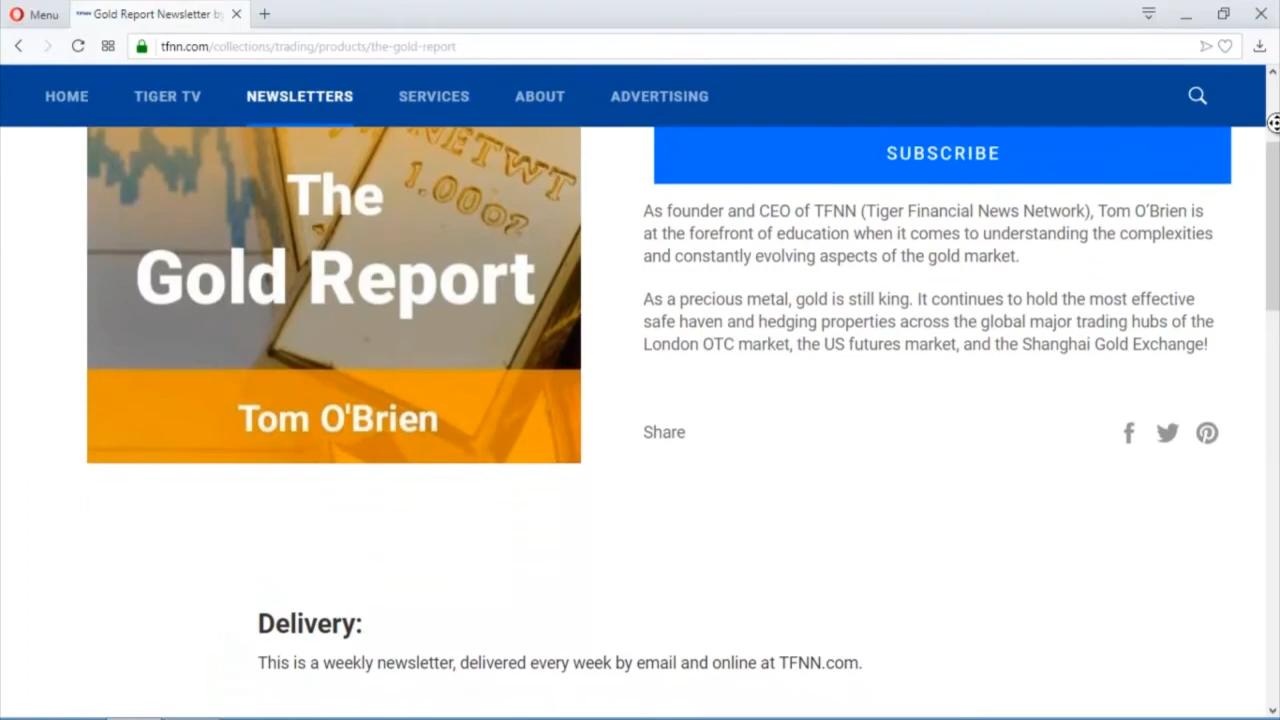 Menu
TFNN Gold Report Newsletter by
tfnn.com/collections/trading/products/the-gold-report
HOME
TIGER TV
NEWSLETTERS
SERVICES
ABOUT
ADVERTISING
NETWT
1.00oz
The
Gold Report
Tom O'Brien
SUBSCRIBE
As founder and CEO of TFNN (Tiger Financial News Network), Tom O'Brien is
at the forefront of education when it comes to understanding the complexities
and constantly evolving aspects of the gold market.
As a precious metal, gold is still king. It continues to hold the most effective
safe haven and hedging properties across the global major trading hubs of the
London OTC market, the US futures market, and the Shanghai Gold Exchange!
Share
Delivery:
This is a weekly newsletter, delivered every week by email and online at TFNN.com.